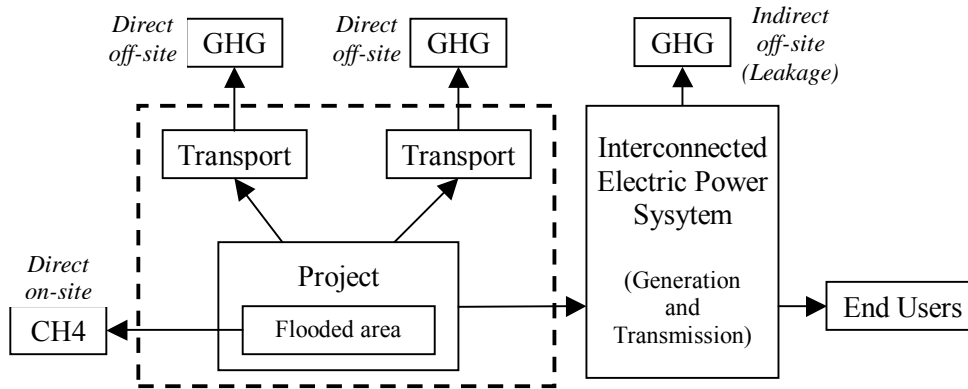 Direct
off-site
GHG
Direct
off-site
GHG
GHG
Indirect
off-site
(Leakage)
Transport
Transport
Interconnected
Electric Power
Sysytem
(Generation
and
Transmission)
Project
Flooded area
Direct
on-site
CH4
End Users